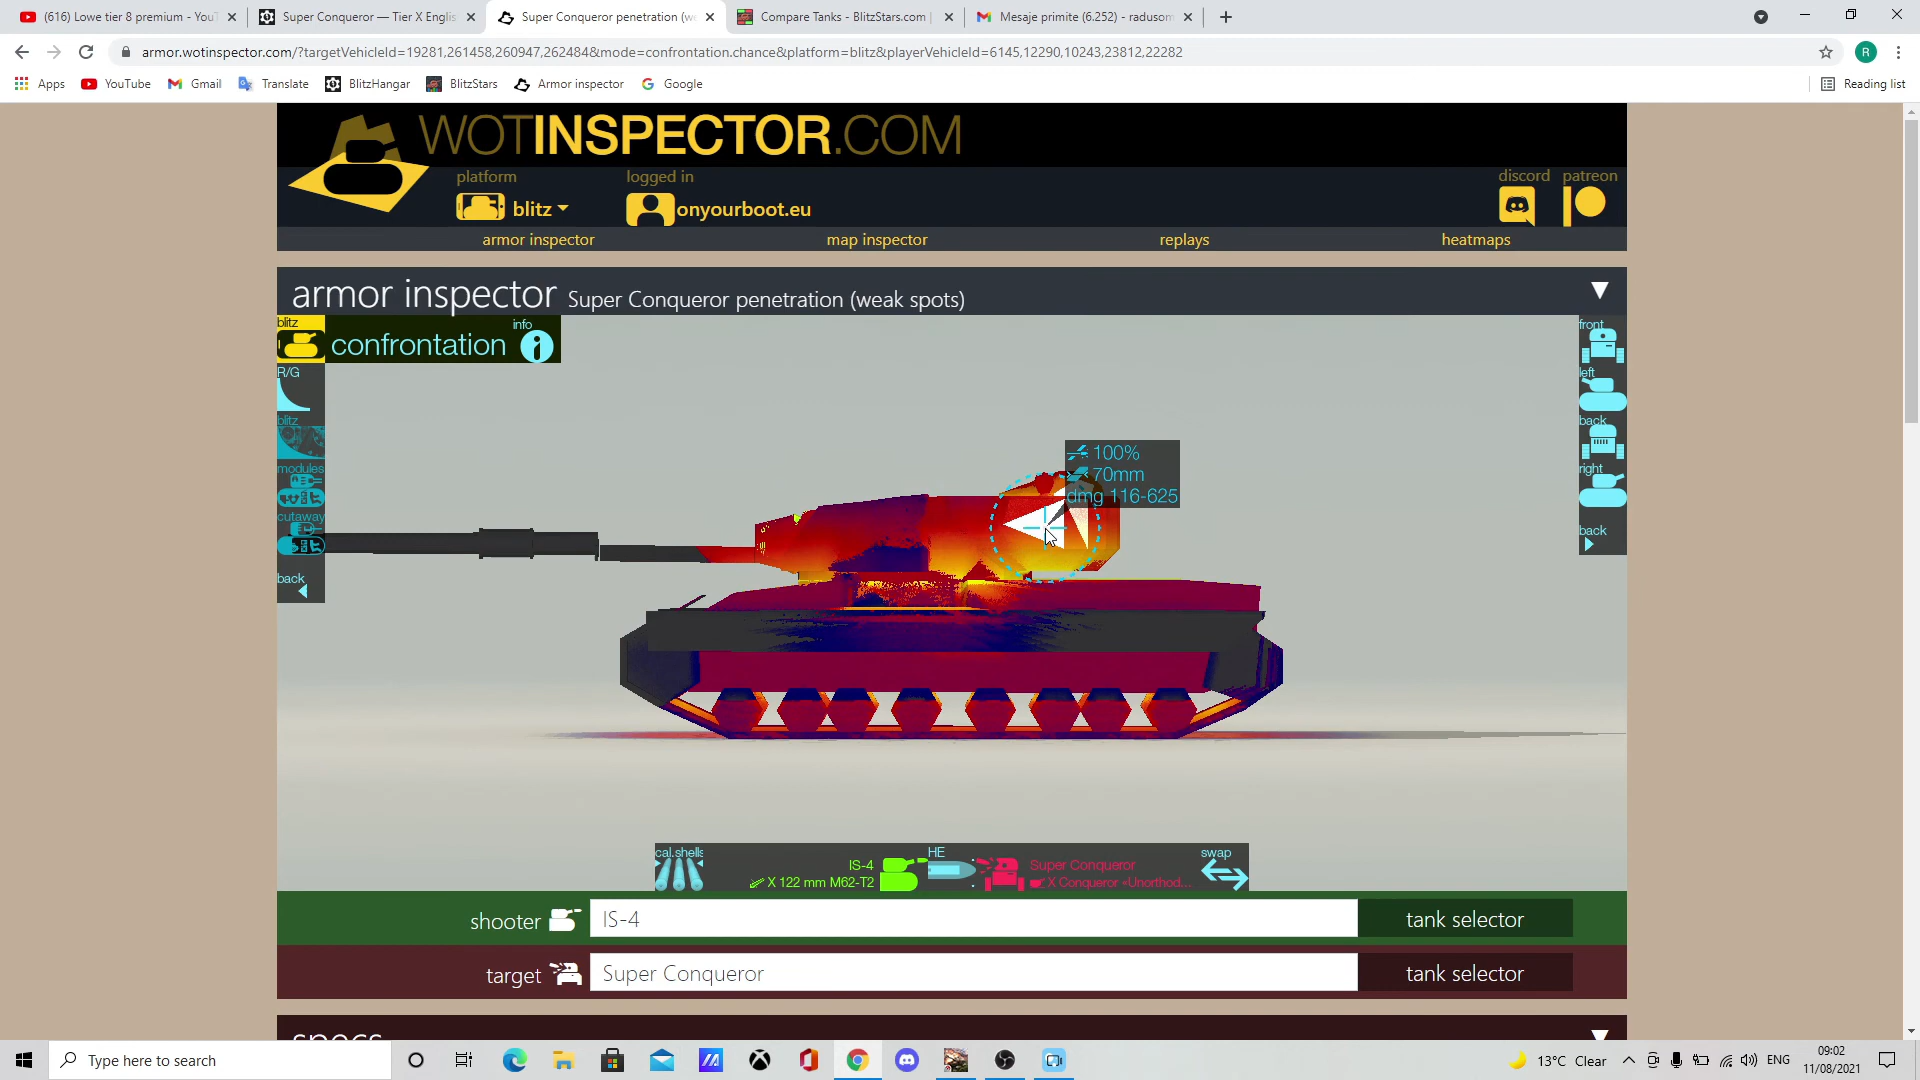 (616) Lowe tier 8 premium - YouT
Super Conqueror — Tier X Englis
Super Conqueror penetration (we
Compare Tanks - BlitzStars.com |
Mesaje primite (6.252) - radusom
armor.wotinspector.com/?targetVehicleId=19281,261458,260947,262484&mode=confrontation.chance&platform=blitz&playerVehicleId=6145,12290,10243,23812,22282
R
Apps
YouTube
Gmail
Translate
BlitzHangar
BlitzStars
Armor inspector
Google
Reading list
WOTINSPECTOR.COM
platform
blitz
logged in
onyourboot.eu
discord
patreon
armor inspector
map inspector
replays
heatmaps
armor inspector Super Conqueror penetration (weak spots)
blitz
confrontation
info
R/G
blitz
modules
cutaway
back
front
left
back
right
back
100%
70mm
dmg 116-625
cal.shells
IS-4
X 122 mm M62-T2
HE
Super Conqueror
X Conqueror «Unorthod...
swap
shooter
IS-4
tank selector
target
Super Conqueror
tank selector
specs
Type here to search
13°C Clear
ENG
09:02
11/08/2021